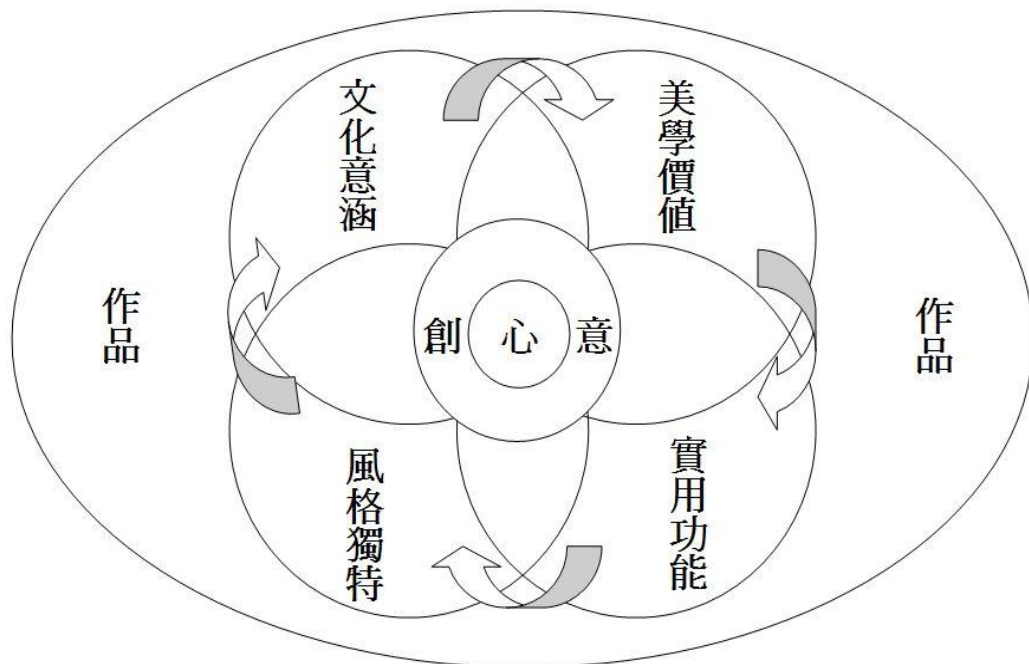 文化意涵
美學價值
作品
創心意
作品
風格獨特
實用功能